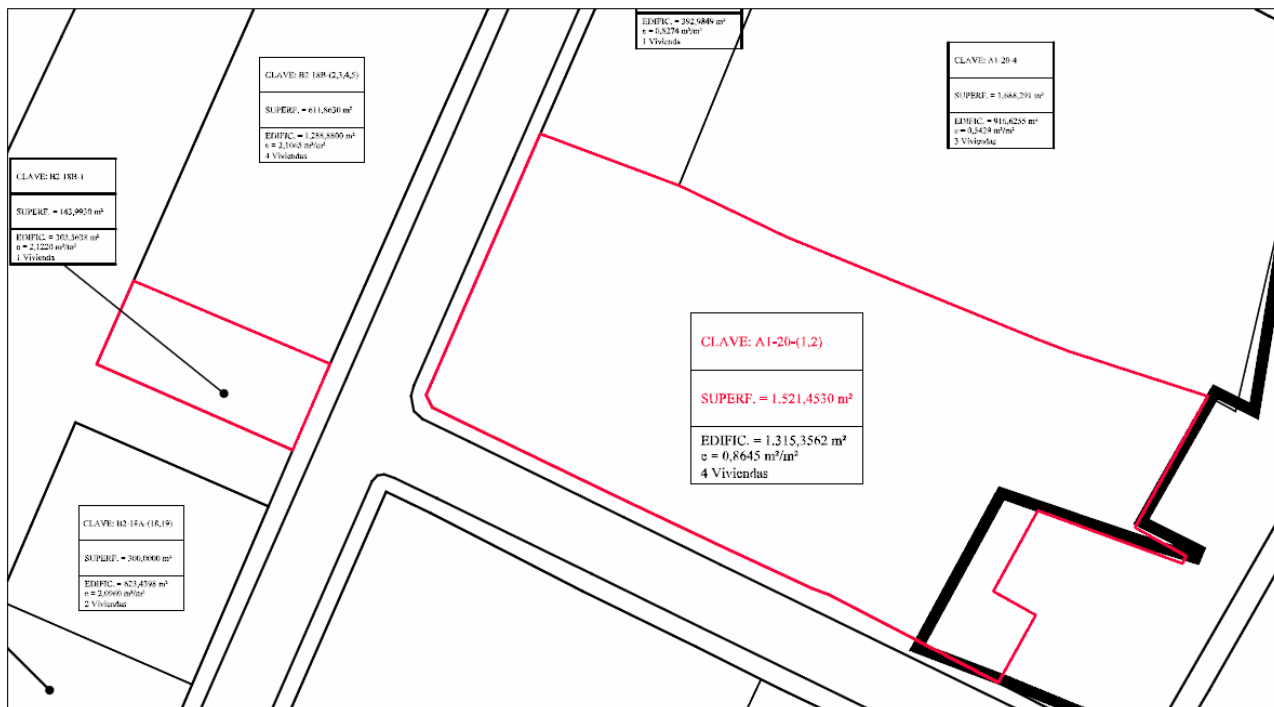 EDIFIC. = 392,9849 m²
e = 0,8274 m²/m²
1 Vivienda
CLAVE: B2-18B-(2,3,4,5)
SUPERF. = 611,8630 m²
EDIFIC. = 1.288,8800 m²
e = 2,1065 m²/m²
4 Viviendas
CLAVE: A1-20-4
SUPERF. = 1.688,291 m²
EDIFIC. = 916,6255 m²
e = 0,5429 m²/m²
3 Viviendas
CLAVE: B2-18B-1
SUPERF. = 143,9930 m²
EDIFIC. = 305,5638 m²
e = 2,1220 m²/m²
1 Vivienda
CLAVE: A1-20-(1,2)
SUPERF. = 1.521,4530 m²
EDIFIC. = 1.315,3562 m²
e = 0,8645 m²/m²
4 Viviendas
CLAVE: B2-18A-(18,19)
SUPERF. = 300,0000 m²
EDIFIC. = 623,4398 m²
e = 2,0960 m²/m²
2 Viviendas